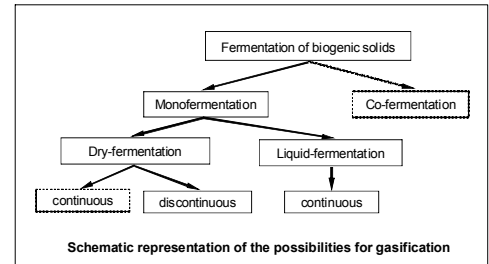 Fermentation of biogenic solids
Monofermentation
Co-fermentation
Dry-fermentation
Liquid-fermentation
continuous
discontinuous
continuous
Schematic representation of the possibilities for gasification